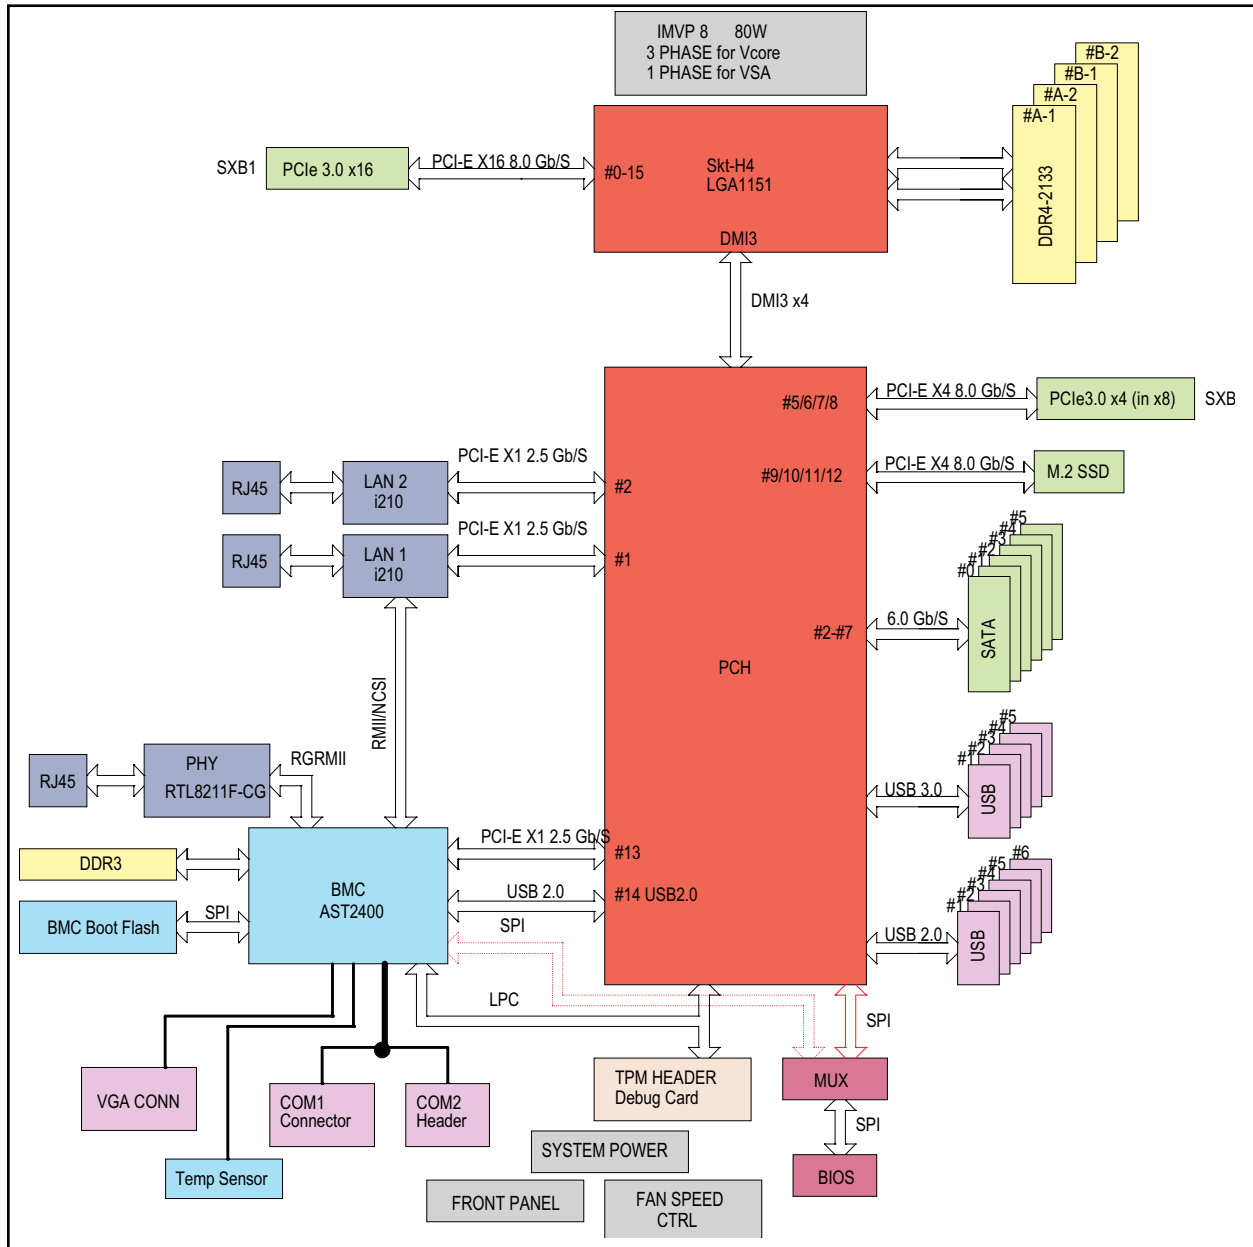 IMVP 8 80W
3 PHASE for Vcore
1 PHASE for VSA
#B-2
#B-1
#A-2
#A-1
DDR4-2133
SXB1
PCIe 3.0 x16
PCI-E X16 8.0 Gb/S
#0-15
Skt-H4
LGA1151
DMI3
DMI3 x4
#5/6/7/8
PCI-E X4 8.0 Gb/S
PCIe3.0 x4 (in x8)
SXB
#9/10/11/12
PCI-E X4 8.0 Gb/S
M.2 SSD
RJ45
LAN 2
i210
PCI-E X1 2.5 Gb/S
#2
RJ45
LAN 1
i210
PCI-E X1 2.5 Gb/S
#1
#5
#4
#3
#2
#1
#0
SATA
6.0 Gb/S
#2-#7
PCH
RMII/NCSI
RJ45
PHY
RTL8211F-CG
RGRMII
#5
#4
#3
#2
#1
USB
USB 3.0
DDR3
BMC Boot Flash
SPI
BMC
AST2400
PCI-E X1 2.5 Gb/S
#13
USB 2.0
#14 USB2.0
SPI
#6
#5
#4
#3
#2
#1
USB
USB 2.0
LPC
SPI
VGA CONN
Temp Sensor
COM1
Connector
COM2
Header
TPM HEADER
Debug Card
MUX
SPI
BIOS
SYSTEM POWER
FRONT PANEL
FAN SPEED
CTRL